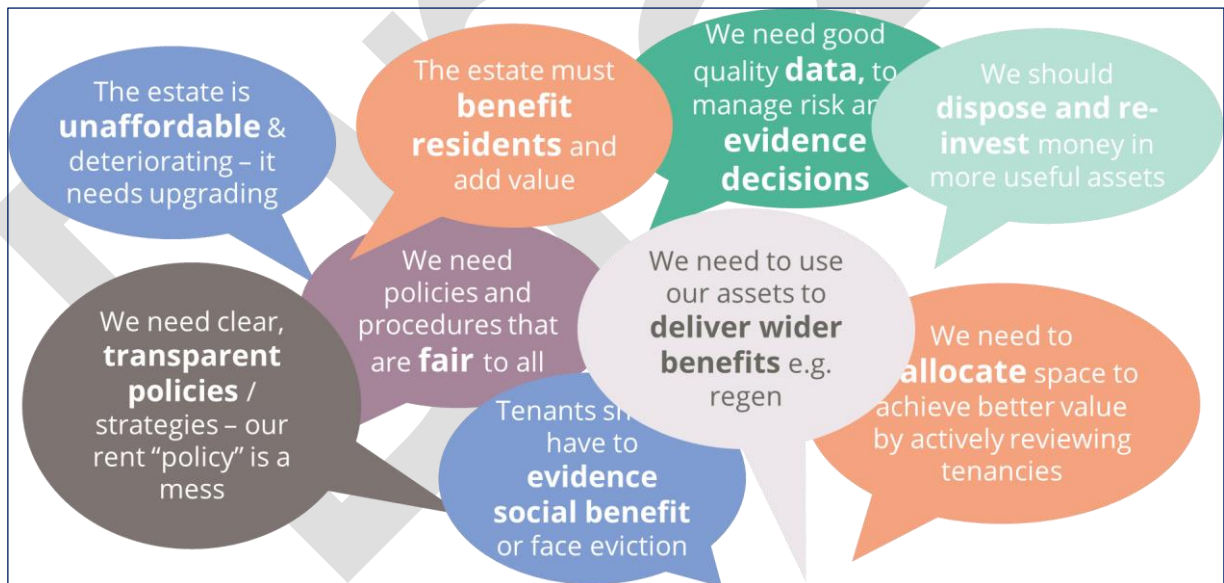 The estate is
unaffordable &
deteriorating – it
needs upgrading
The estate must
benefit
residents and
add value
We need good
quality data, to
manage risk an
evidence
decisions
We should
dispose and re-
invest money in
more useful assets
We need clear,
transparent
policies /
strategies – our
rent “policy” is a
mess
We need
policies and
procedures that
are fair to all
Tenants
have to
evidence
social benefit
or face eviction
We need to use
our assets to
deliver wider
benefits e.g.
regen
We need to
allocate space to
achieve better value
by actively reviewing
tenancies